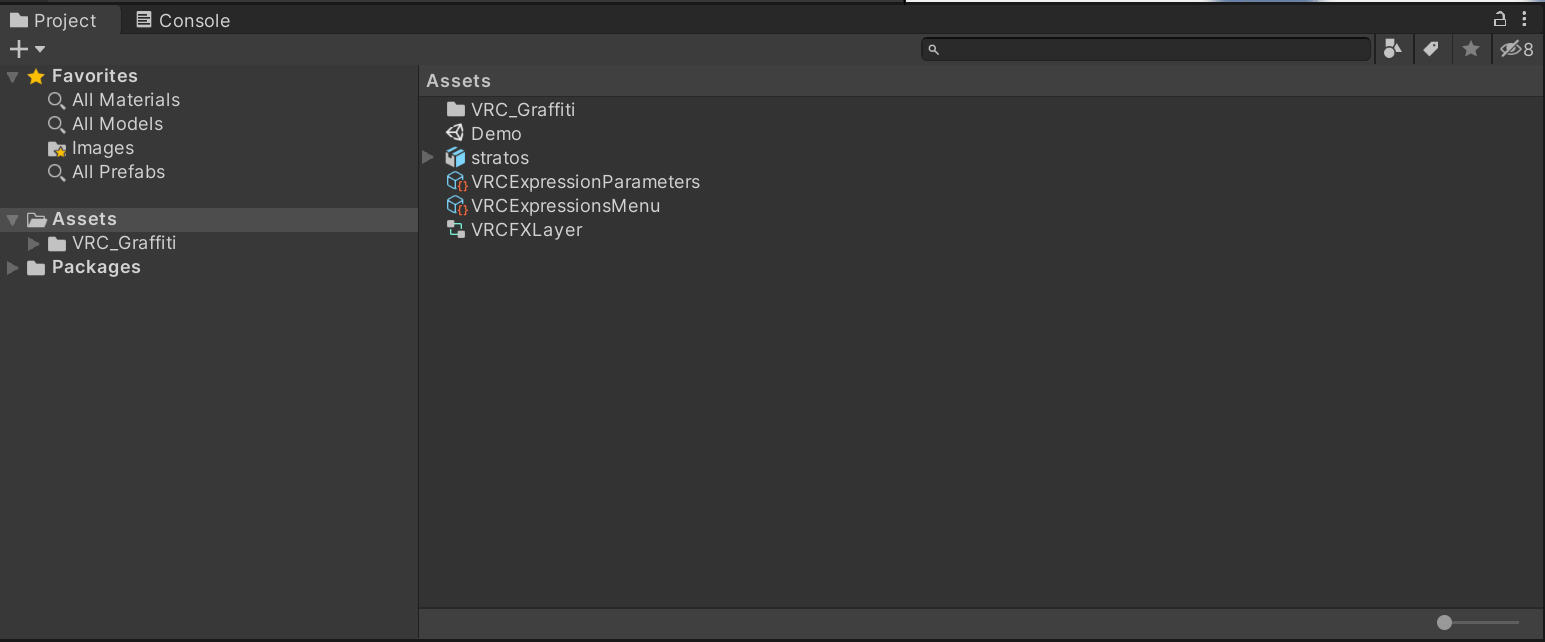 Project Console
8
Favorites
All Materials
All Models
Images
All Prefabs
Assets
VRC_Graffiti
Packages
Assets
VRC_Graffiti
Demo
stratos
VRCExpressionParameters
VRCExpressionsMenu
VRCFXLayer